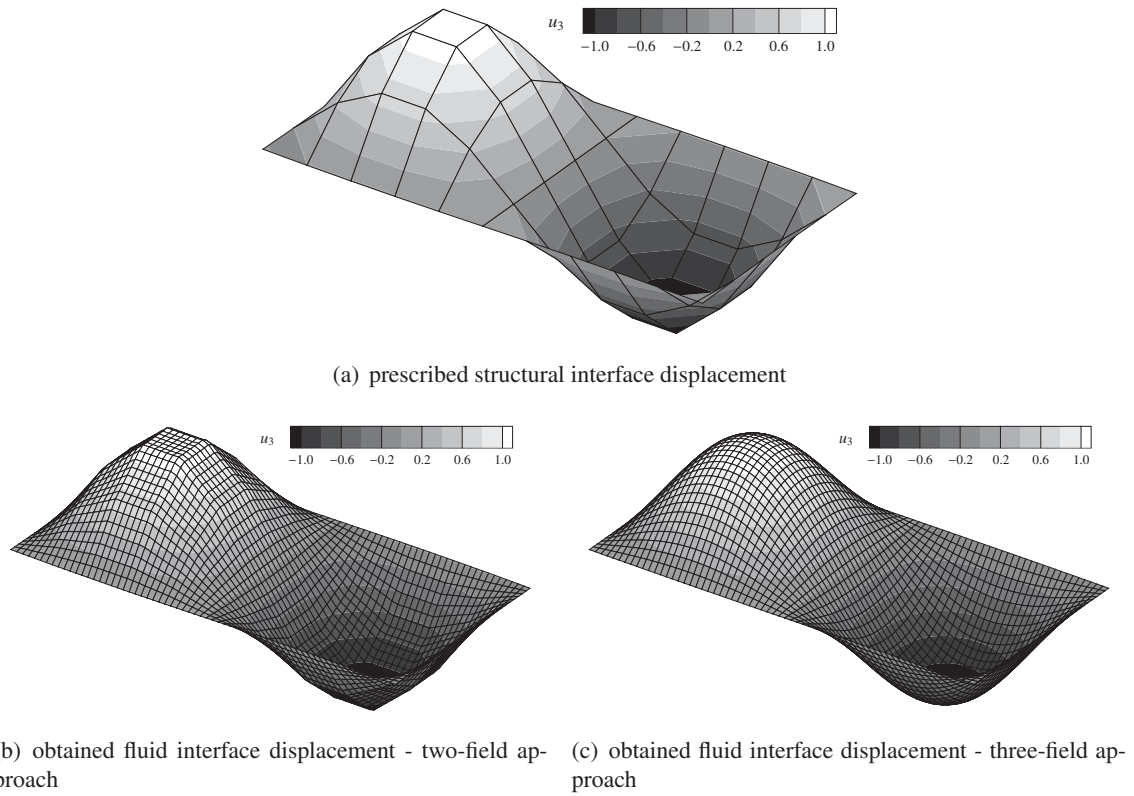 u3
−1.0 −0.6 −0.2 0.2 0.6 1.0
(a) prescribed structural interface displacement
u3
−1.0 −0.6 −0.2 0.2 0.6 1.0
u3
−1.0 −0.6 −0.2 0.2 0.6 1.0
b) obtained fluid interface displacement - two-field ap-
proach
(c) obtained fluid interface displacement - three-field ap-
proach